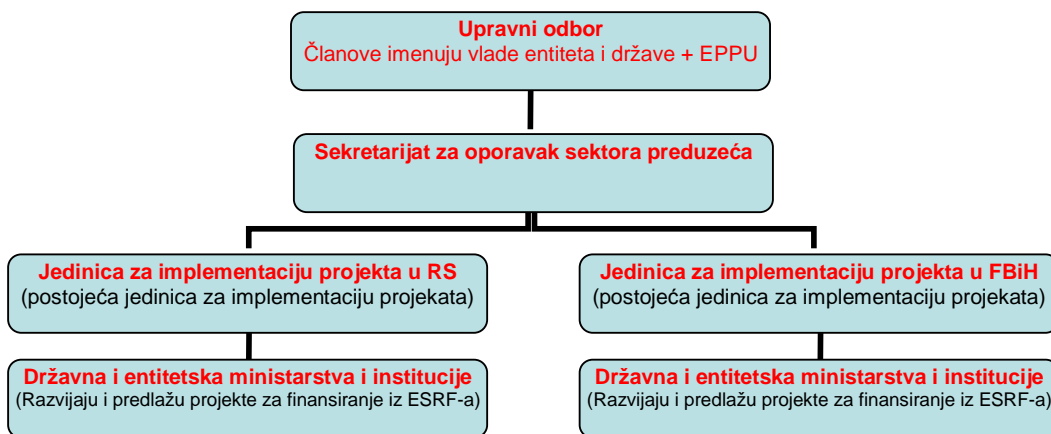 Upravni odbor
Članove imenuju vlade entiteta i države + EPPU
Sekretarijat za oporavak sektora preduzeća
Jedinica za implementaciju projekta u RS
(postojeća jedinica za implementaciju projekata)
Jedinica za implementaciju projekta u FBiH
(postojeća jedinica za implementaciju projekata)
Državna i entitetska ministarstva i institucije
(Razvijaju i predlažu projekte za finansiranje iz ESRF-a)
Državna i entitetska ministarstva i institucije
(Razvijaju i predlažu projekte za finansiranje iz ESRF-a)